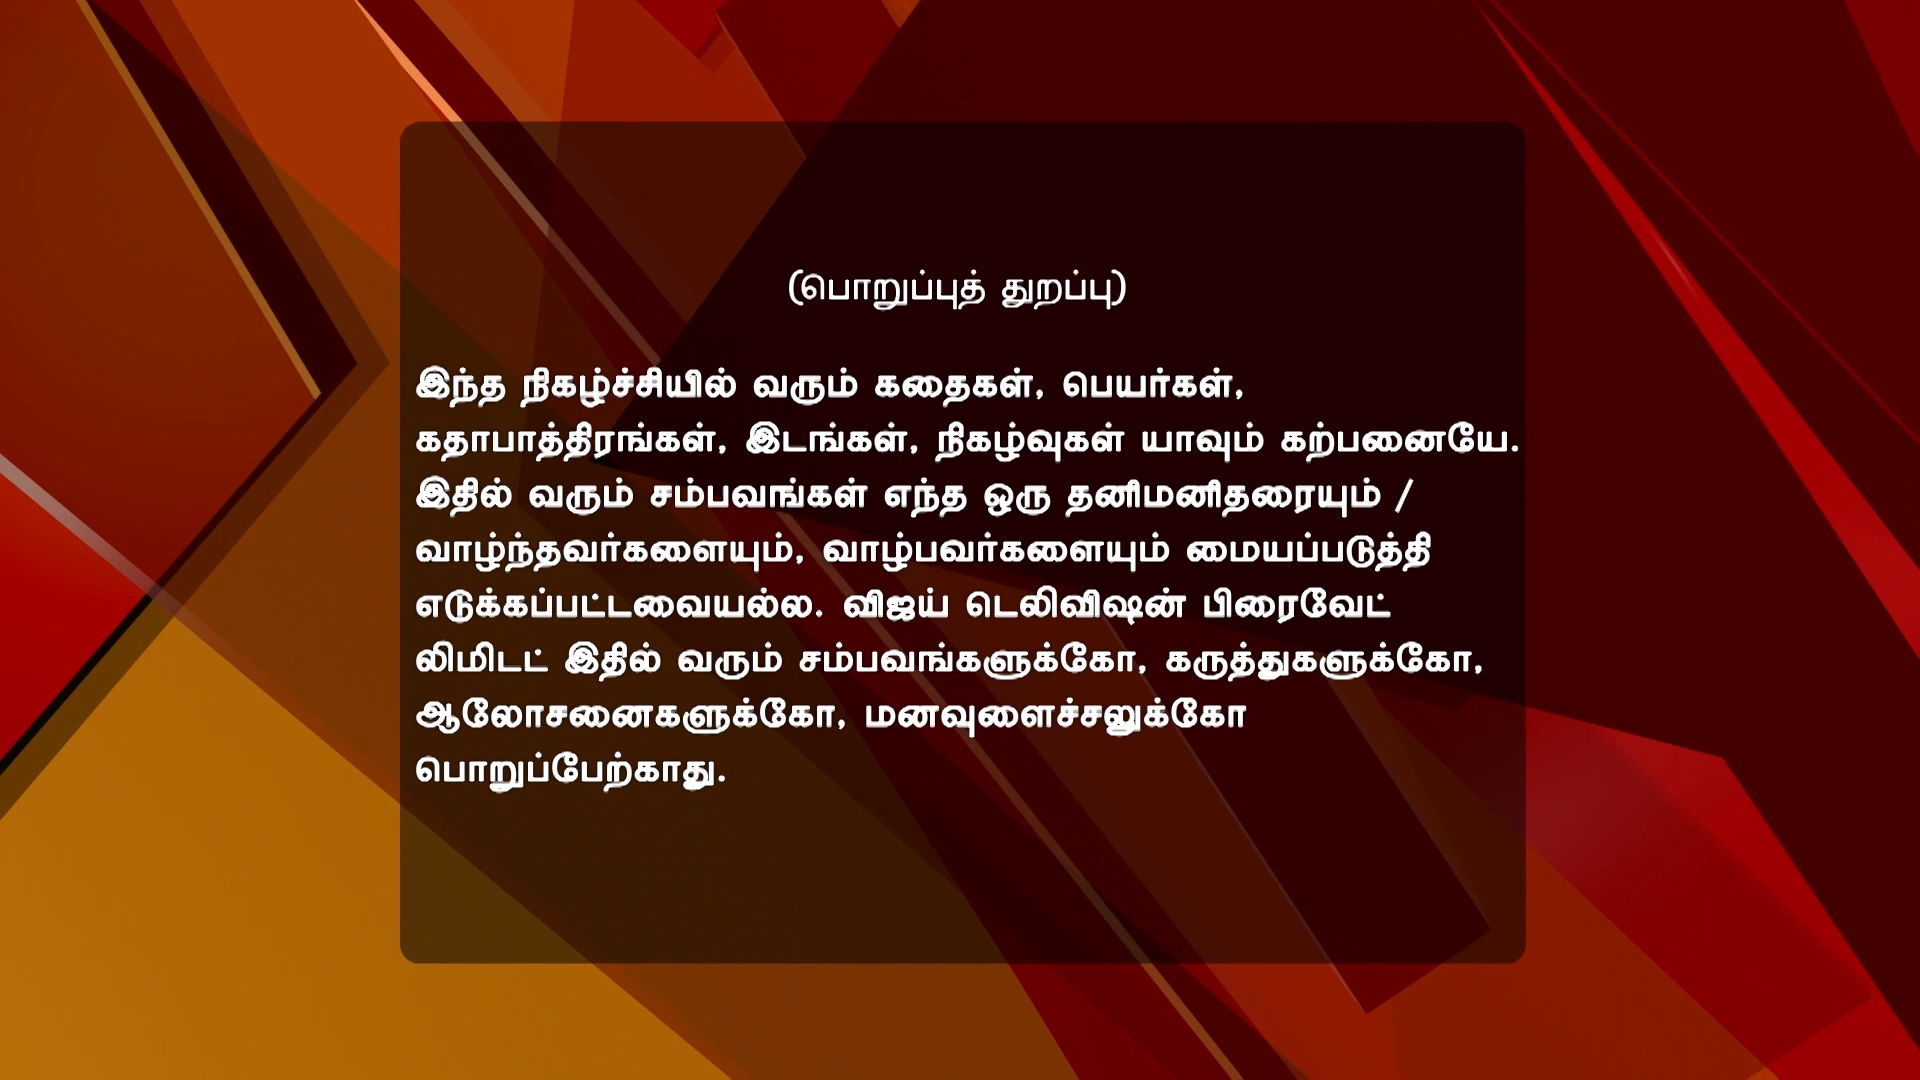 (பொறுப்புத் துறப்பு)
இந்த நிகழ்ச்சியில் வரும் கதைகள், பெயர்கள்,
கதாபாத்திரங்கள், இடங்கள், நிகழ்வுகள் யாவும் கற்பனையே.
இதில் வரும் சம்பவங்கள் எந்த ஒரு தனிமனிதரையும் /
வாழ்ந்தவர்களையும், வாழ்பவர்களையும் மையப்படுத்தி
எடுக்கப்பட்டவையல்ல. விஜய் டெலிவிஷன் பிரைவேட்
லிமிடட் இதில் வரும் சம்பவங்களுக்கோ, கருத்துகளுக்கோ,
ஆலோசனைகளுக்கோ, மனவுளைச்சலுக்கோ
பொறுப்பேற்காது.